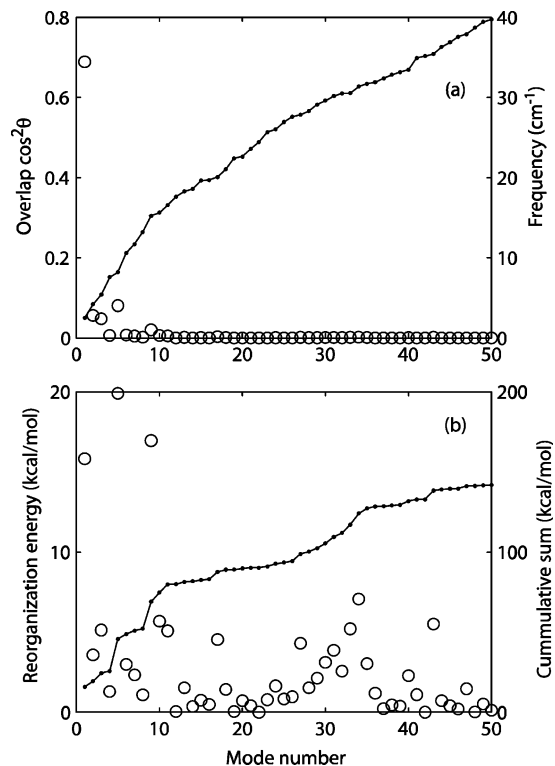 0.8
0.6
0.4
0.2
0
Overlap cos²θ
(a)
40
30
20
10
0
Frequency (cm⁻¹)
0 10 20 30 40 50
20
10
0
Reorganization energy (kcal/mol)
(b)
200
100
0
Cummulative sum (kcal/mol)
0 10 20 30 40 50
Mode number